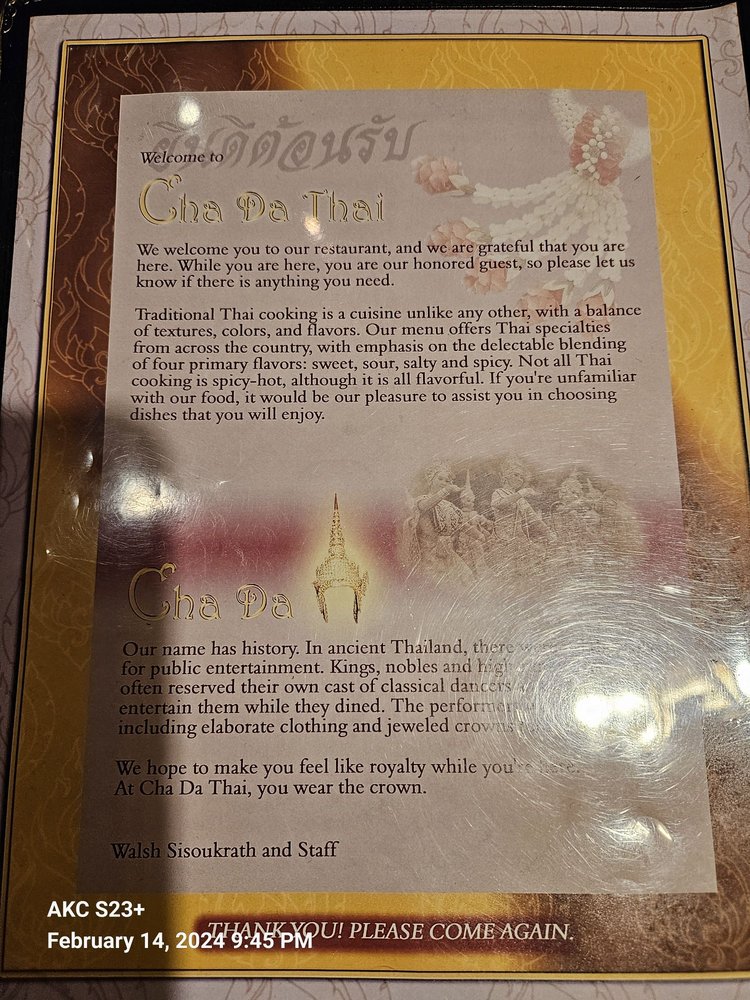 ยินดีต้อนรับ
Welcome to
Cha Da Thai
We welcome you to our restaurant, and we are grateful that you are
here. While you are here, you are our honored guest, so please let us
know if there is anything you need.
Traditional Thai cooking is a cuisine unlike any other, with a balance
of textures, colors, and flavors. Our menu offers Thai specialties
from across the country, with emphasis on the delectable blending
of four primary flavors: sweet, sour, salty and spicy. Not all Thai
cooking is spicy-hot, although it is all flavorful. If you're unfamiliar
with our food, it would be our pleasure to assist you in choosing
dishes that you will enjoy.
Cha Da
Our name has history. In ancient Thailand, there
for public entertainment. Kings, nobles and high
often reserved their own cast of classical dancers
entertain them while they dined. The
including elaborate clothing and jeweled crowns
We hope to make you feel like royalty while you're here.
At Cha Da Thai, you wear the crown.
Walsh Sisoukrath and Staff
THANK YOU! PLEASE COME AGAIN.
AKC S23+
February 14, 2024 9:45 PM